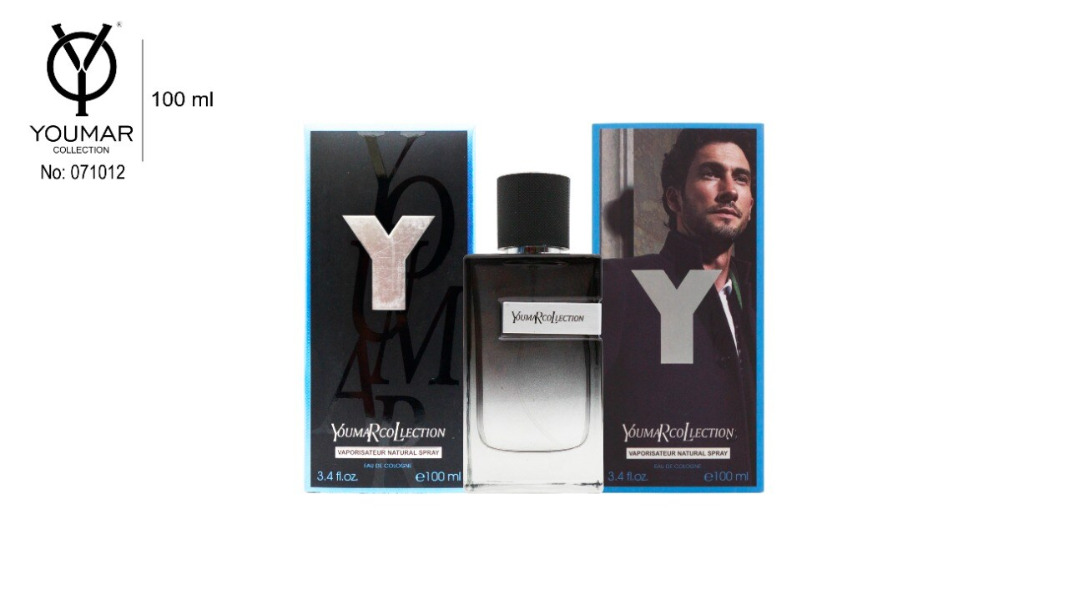 Y
®
YOUMAR
COLLECTION
No: 071012
100 ml
Y
YOUMAR
YOUMARCOLLECTION
VAPORISATEUR NATURAL SPRAY
EAU DE COLOGNE
3.4 fl.oz. e100 ml
YOUMARCOLLECTION
Y
YOUMARCOLLECTION
VAPORISATEUR NATURAL SPRAY
EAU DE COLOGNE
3.4 fl.oz. e100 ml